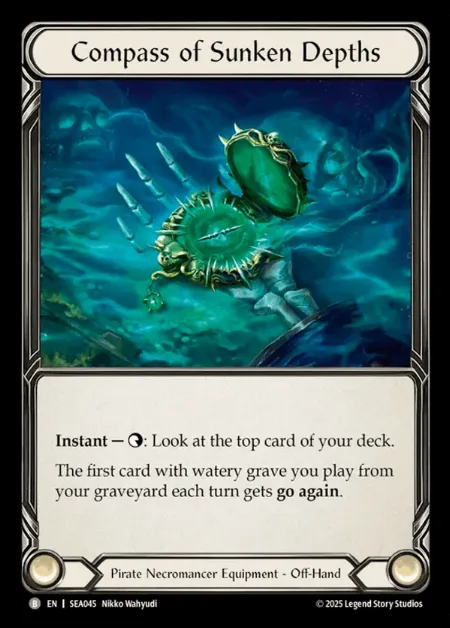 Compass of Sunken Depths
Instant — : Look at the top card of your deck.
The first card with watery grave you play from
your graveyard each turn gets go again.
Pirate Necromancer Equipment - Off-Hand
B EN | SEA045 Nikko Wahyudi © 2025 Legend Story Studios